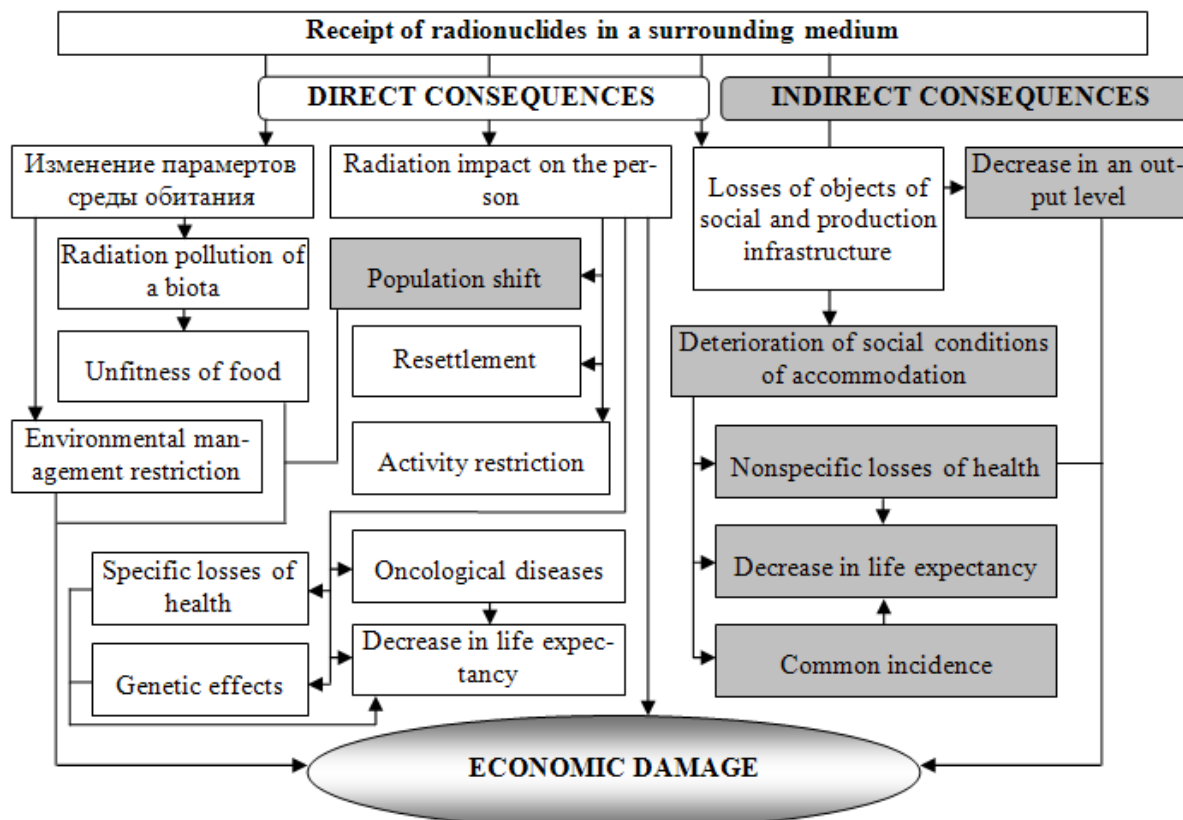 Receipt of radionuclides in a surrounding medium
DIRECT CONSEQUENCES
INDIRECT CONSEQUENCES
Изменение парамертов
среды обитания
Radiation impact on the per-
son
Losses of objects of
social and production
infrastructure
Decrease in an out-
put level
Radiation pollution of
a biota
Population shift
Unfitness of food
Resettlement
Deterioration of social conditions
of accommodation
Environmental man-
agement restriction
Activity restriction
Nonspecific losses of health
Specific losses of
health
Oncological diseases
Decrease in life expectancy
Genetic effects
Decrease in life expec-
tancy
Common incidence
ECONOMIC DAMAGE